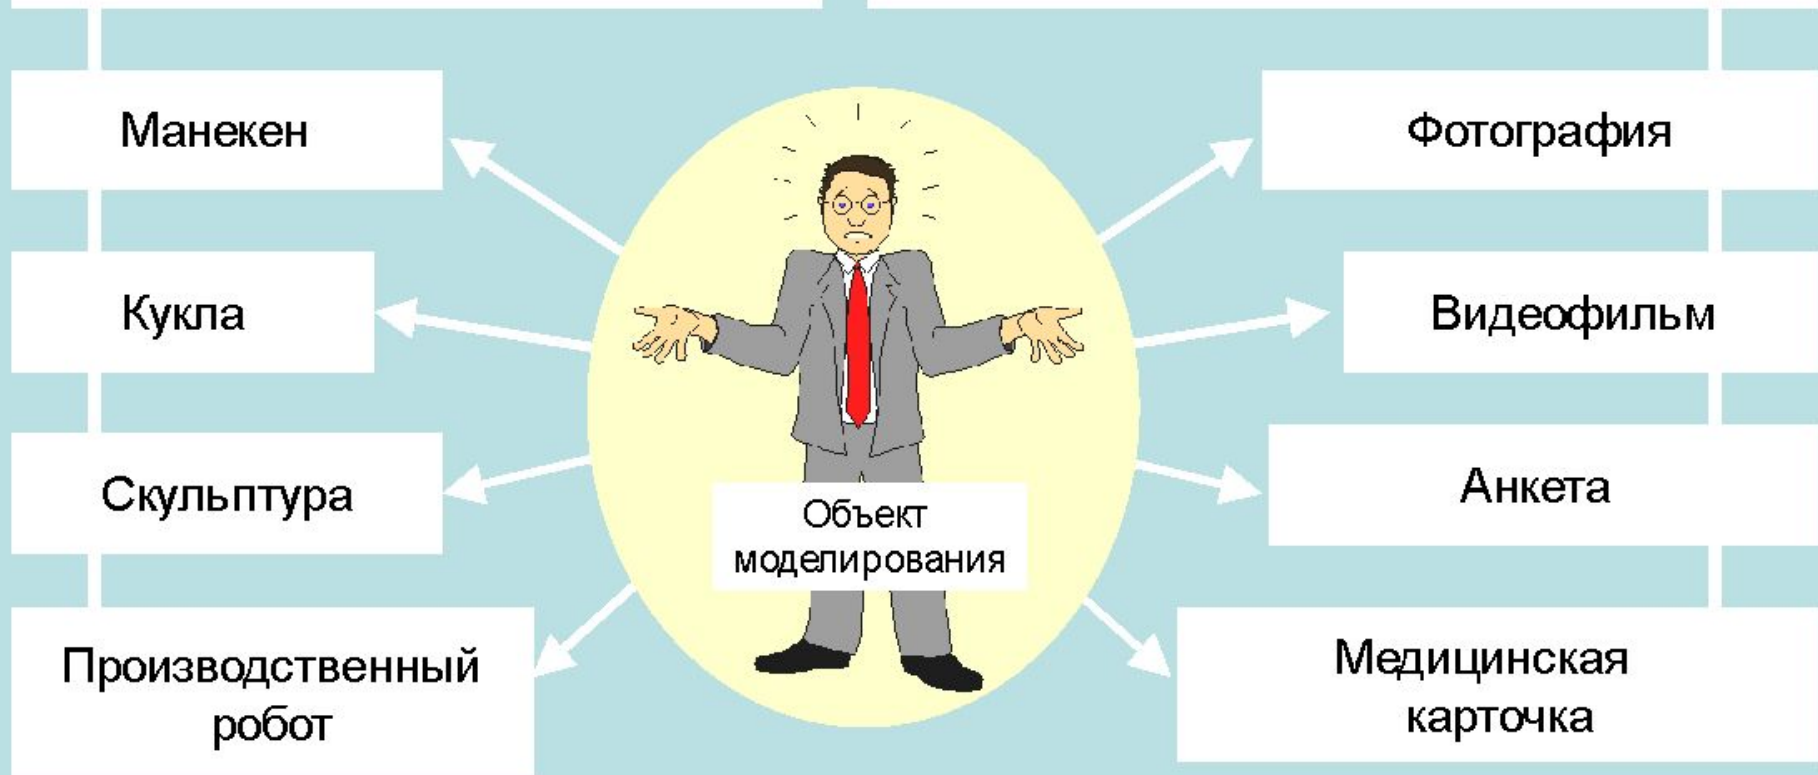 Манекен
Кукла
Скульптура
Производственный
робот
Объект
моделирования
Фотография
Видеофильм
Анкета
Медицинская
карточка